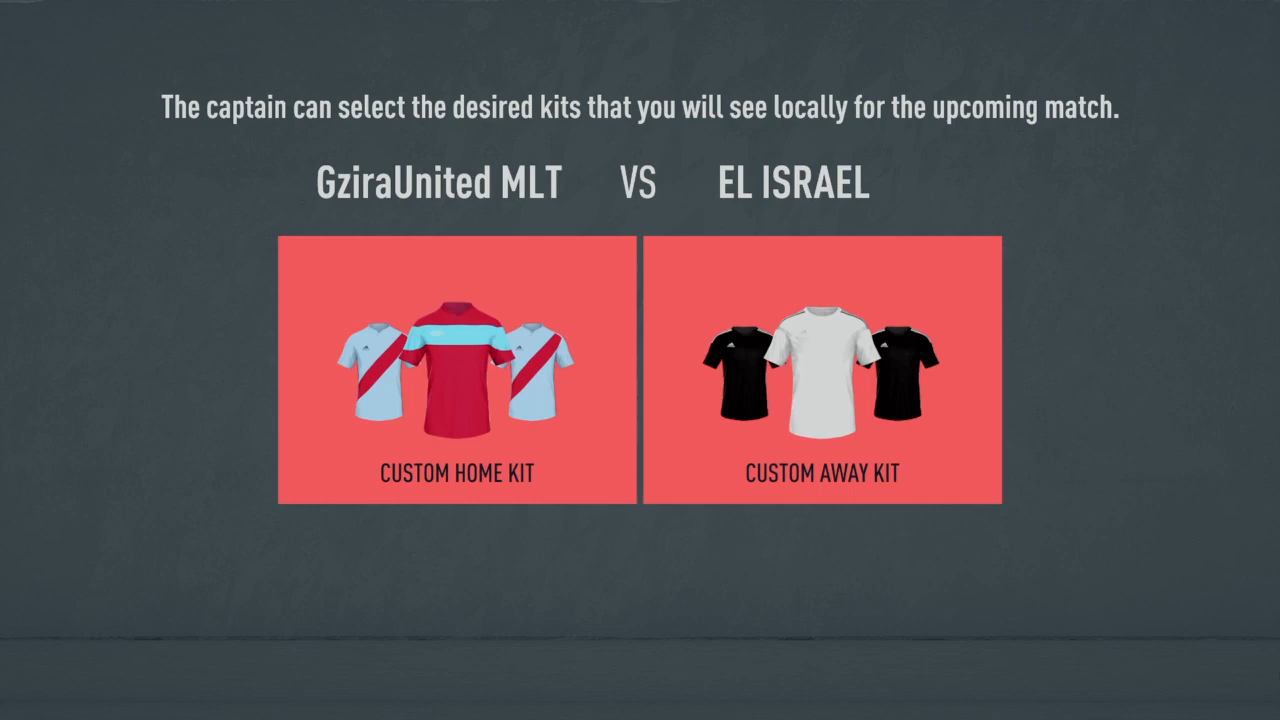 The captain can select the desired kits that you will see locally for the upcoming match.
GziraUnited MLT VS EL ISRAEL
CUSTOM HOME KIT
CUSTOM AWAY KIT